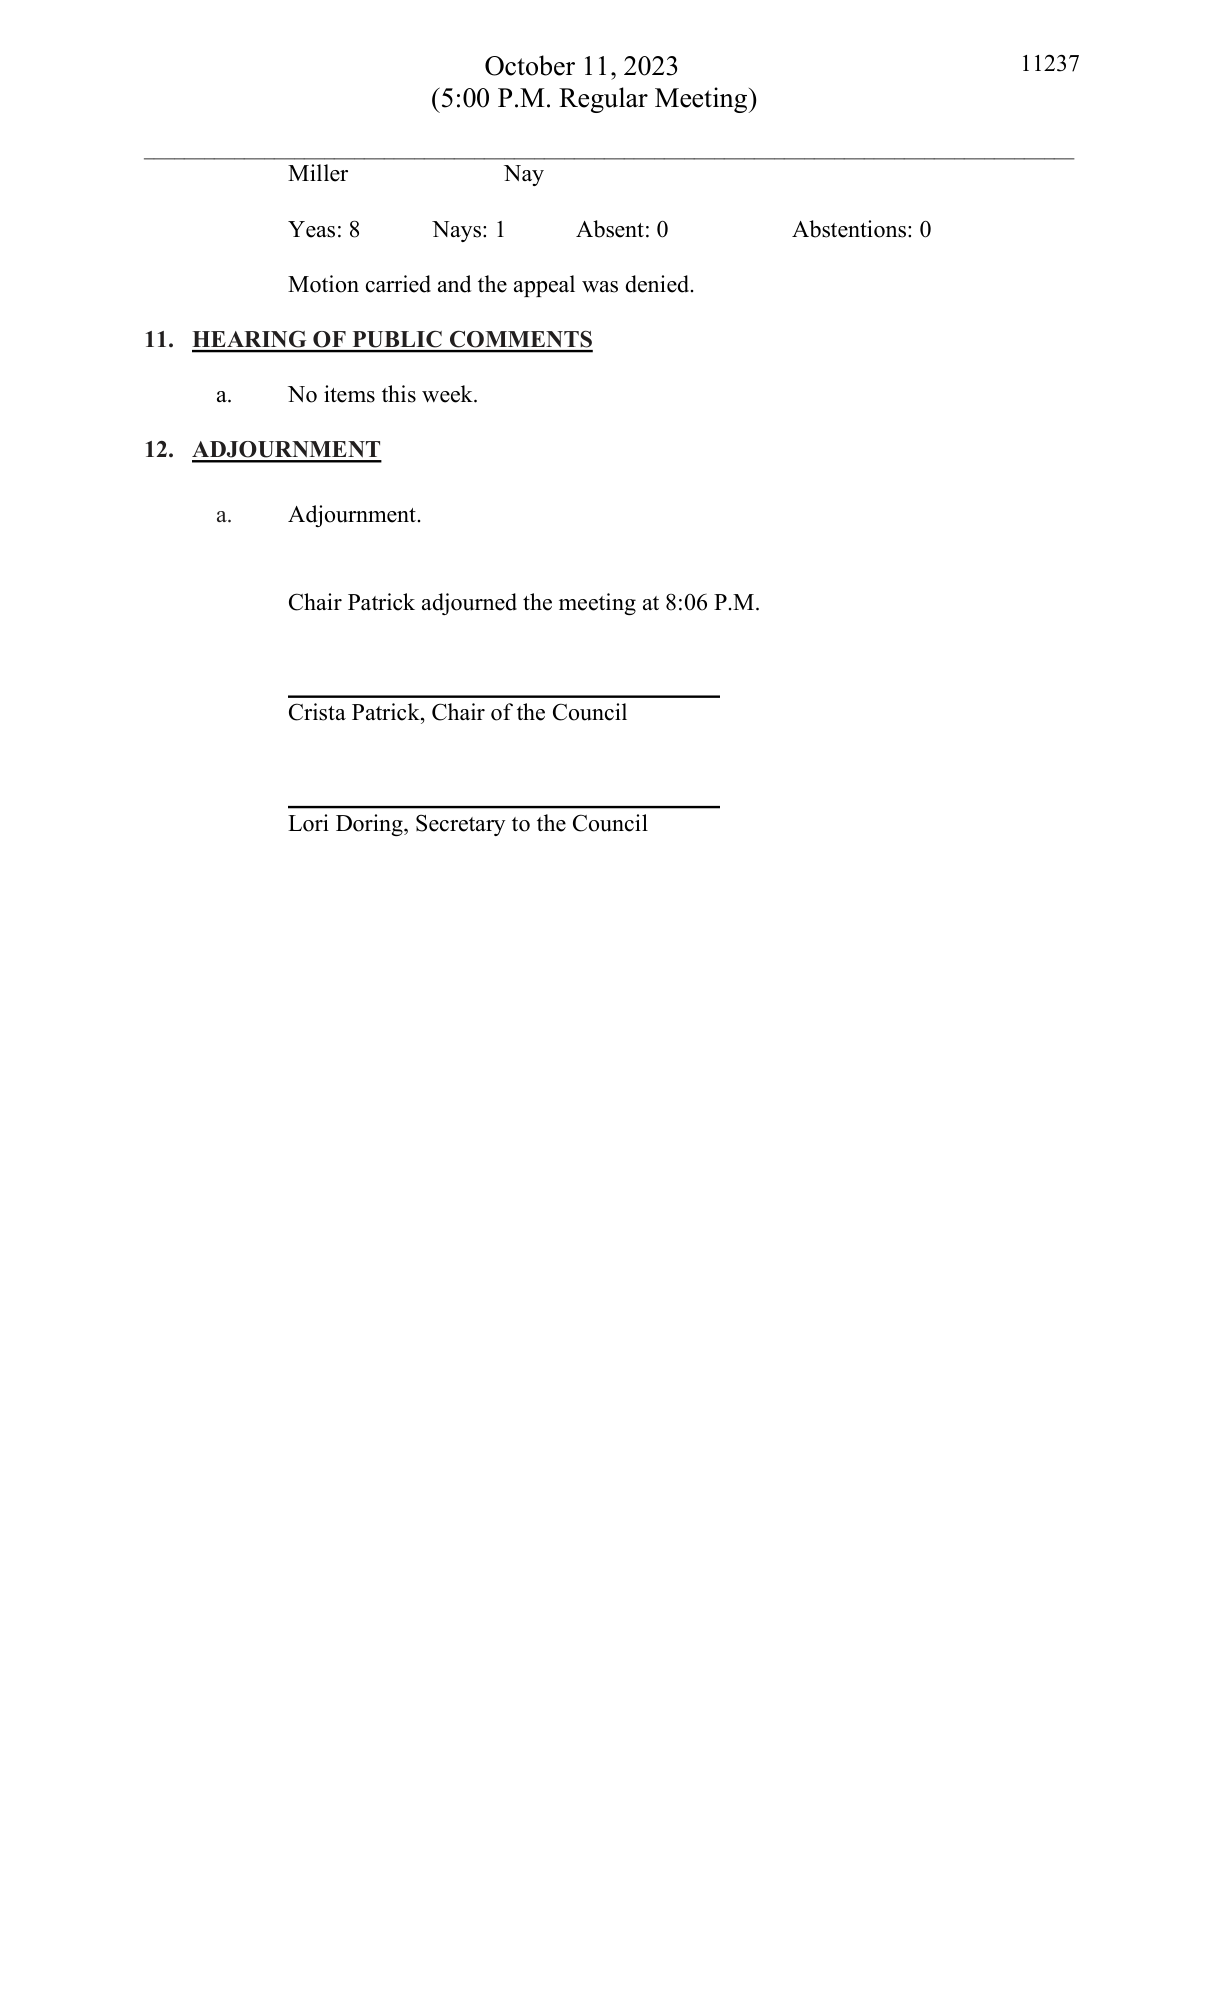 October 11, 2023
11237
(5:00 P.M. Regular Meeting)
Miller Nay
Yeas: 8 Nays: 1 Absent: 0 Abstentions: 0
Motion carried and the appeal was denied.
11. HEARING OF PUBLIC COMMENTS
a. No items this week.
12. ADJOURNMENT
a. Adjournment.
Chair Patrick adjourned the meeting at 8:06 P.M.
Crista Patrick, Chair of the Council
Lori Doring, Secretary to the Council